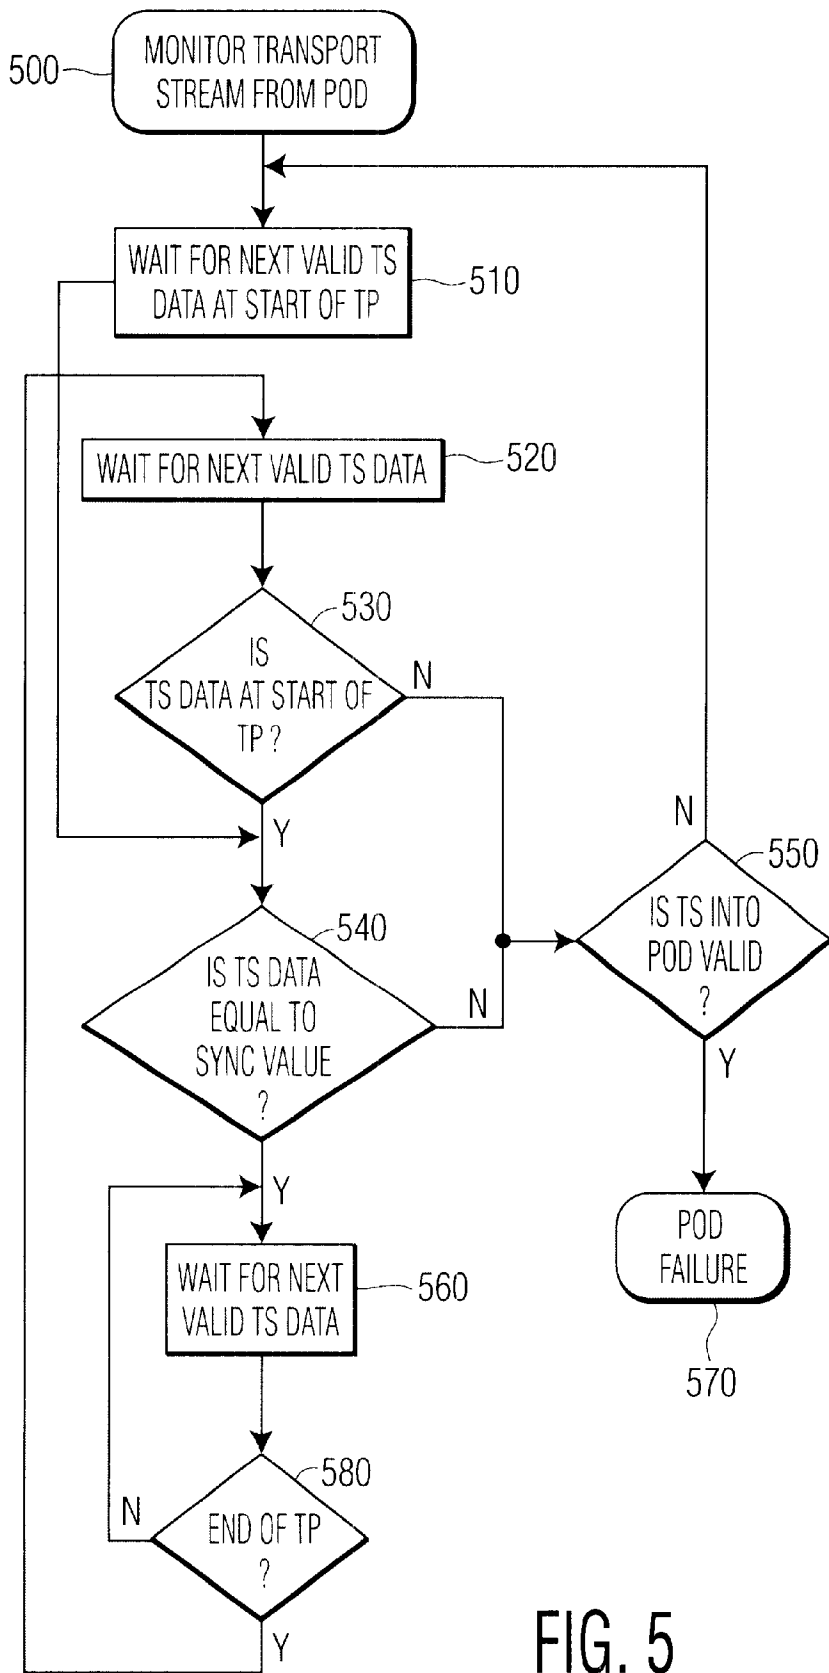 MONITOR TRANSPORT
STREAM FROM POD
500
WAIT FOR NEXT VALID TS
DATA AT START OF TP
510
WAIT FOR NEXT VALID TS DATA
520
530
IS
TS DATA AT START OF
TP ?
N
Y
540
IS TS DATA
EQUAL TO
SYNC VALUE
?
N
Y
N
550
IS TS INTO
POD VALID
?
Y
POD
FAILURE
570
WAIT FOR NEXT
VALID TS DATA
560
580
END OF TP
?
N
Y
FIG. 5